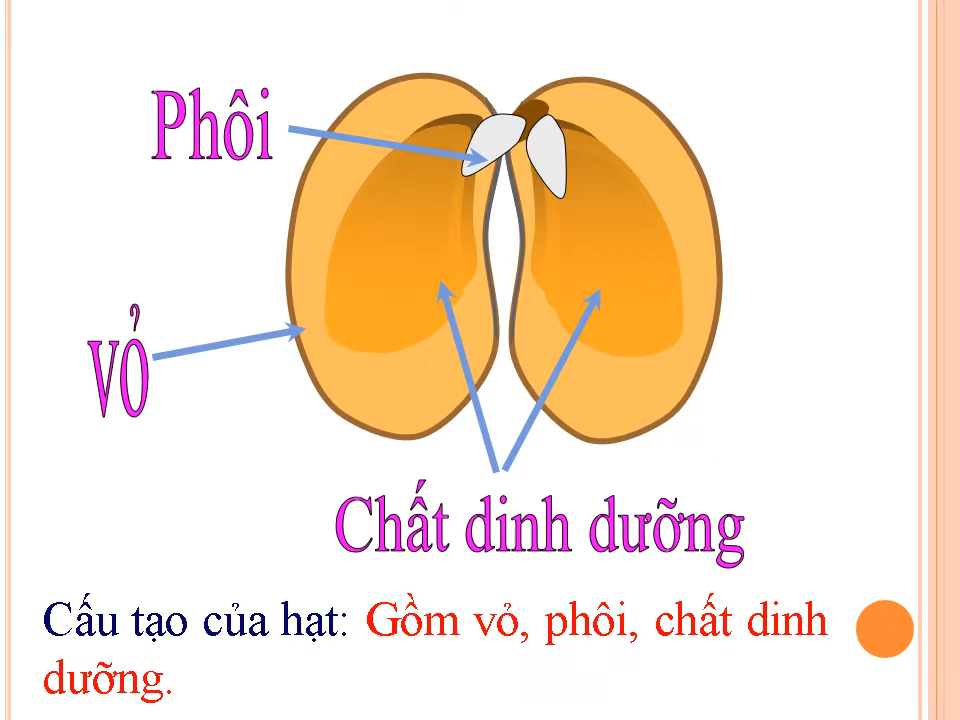 Phôi
vỏ
Chất dinh dưỡng
Cấu tạo của hạt: Gồm vỏ, phôi, chất dinh
dưỡng.